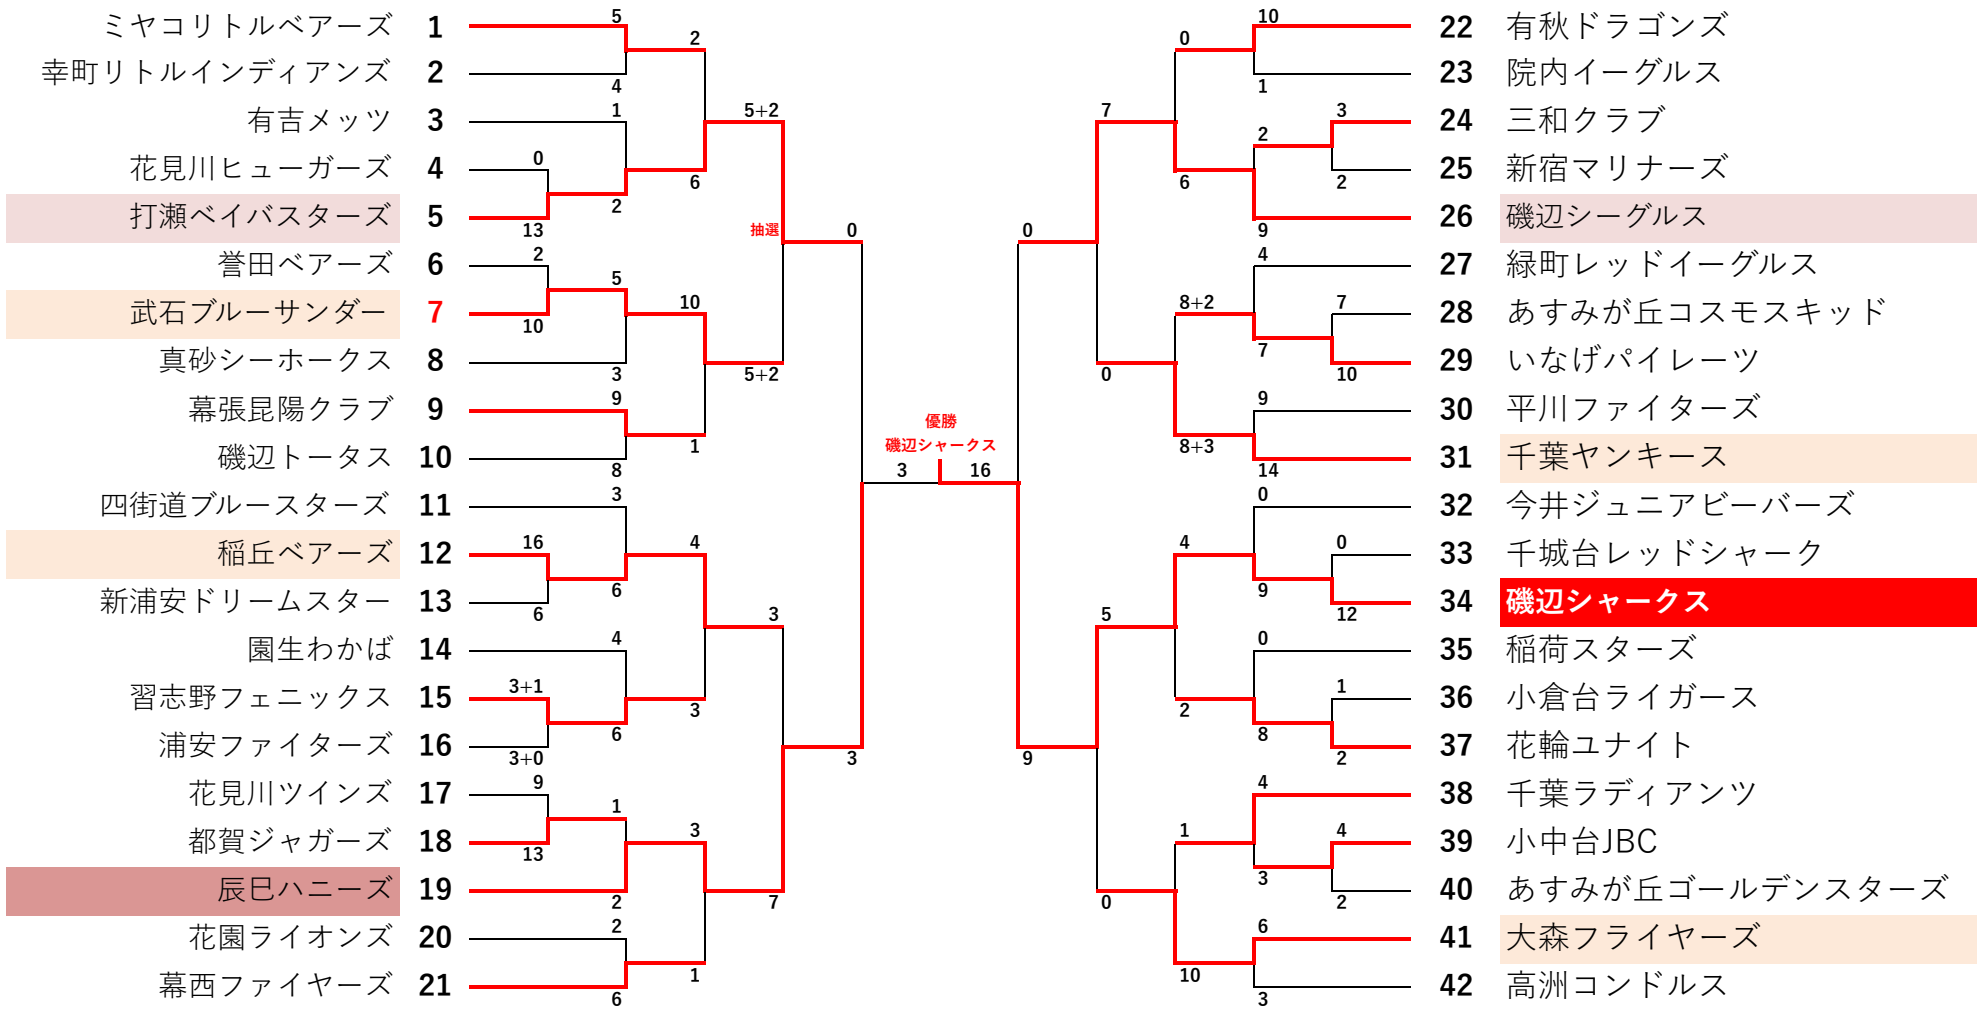 ミヤコリトルベアーズ 1
幸町リトルインディアンズ 2
有吉メッツ 3
花見川ヒューガーズ 4
打瀬ベイバスターズ 5
誉田ベアーズ 6
武石ブルーサンダー 7
真砂シーホークス 8
幕張昆陽クラブ 9
磯辺トータス 10
四街道ブルースターズ 11
稲丘ベアーズ 12
新浦安ドリームスター 13
園生わかば 14
習志野フェニックス 15
浦安ファイターズ 16
花見川ツインズ 17
都賀ジャガーズ 18
辰巳ハニーズ 19
花園ライオンズ 20
幕西ファイヤーズ 21
0
13
2
10
16
6
3+1
3+0
9
13
5
4
1
2
5
3
9
8
3
6
4
6
1
2
2
6
2
6
10
1
4
3
3
1
5+2
抽選
5+2
3
7
0
3
優勝
磯辺シャークス
3 16
0
9
7
0
5
0
0
6
8+2
8+3
4
2
1
10
10
1
2
9
4
7
9
14
0
9
0
8
4
3
6
3
3
2
7
10
0
12
1
2
4
2
22 有秋ドラゴンズ
23 院内イーグルス
24 三和クラブ
25 新宿マリナーズ
26 磯辺シーグルス
27 緑町レッドイーグルス
28 あすみが丘コスモスキッド
29 いなげパイレーツ
30 平川ファイターズ
31 千葉ヤンキース
32 今井ジュニアビーバーズ
33 千城台レッドシャーク
34 磯辺シャークス
35 稲荷スターズ
36 小倉台ライガース
37 花輪ユナイト
38 千葉ラディアンツ
39 小中台JBC
40 あすみが丘ゴールデンスターズ
41 大森フライヤーズ
42 高洲コンドルス